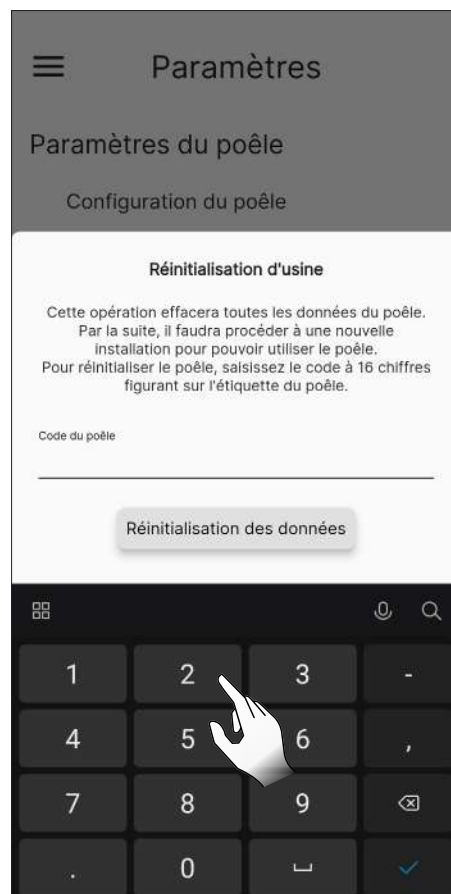 Paramètres
Paramètres du poêle
Configuration du poêle
Réinitialisation d'usine
Cette opération effacera toutes les données du poêle.
Par la suite, il faudra procéder à une nouvelle
installation pour pouvoir utiliser le poêle.
Pour réinitialiser le poêle, saisissez le code à 16 chiffres
figurant sur l'étiquette du poêle.
Code du poêle
Réinitialisation des données
1 2 3 -
4 5 6 ,
7 8 9
. 0